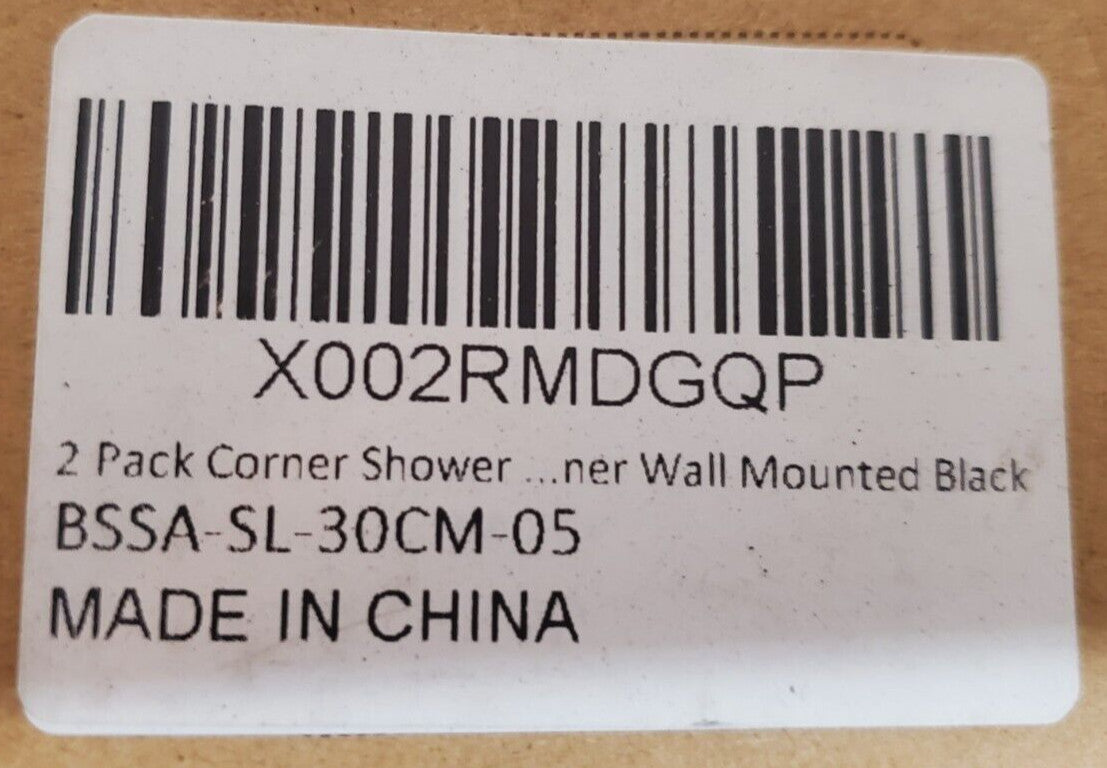 X002RMDGQP
2 Pack Corner Shower ...ner Wall Mounted Black
BSSA-SL-30CM-05
MADE IN CHINA